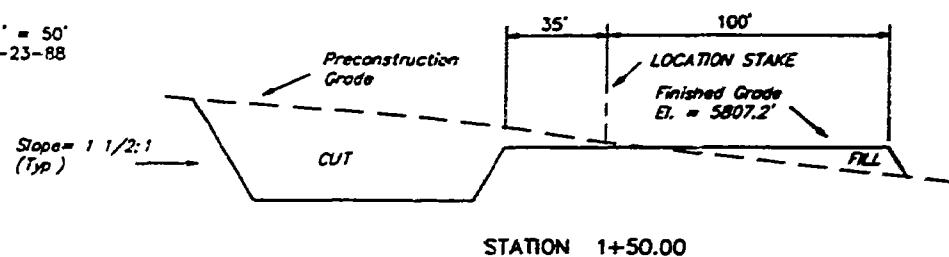 " = 50'
-23-88
35'
100'
Preconstruction
Grade
LOCATION STAKE
Finished Grade
El. = 5807.2'
Slope= 1 1/2:1
(Typ.)
CUT
FILL
STATION 1+50.00